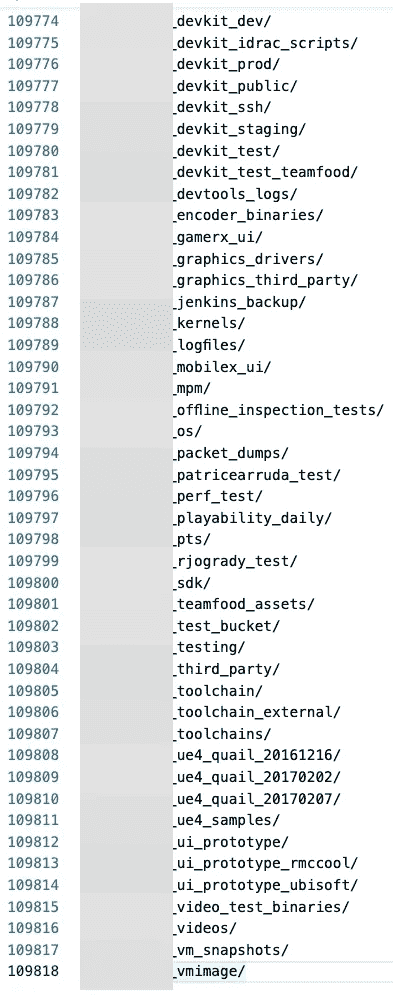 109774 _devkit_dev/
109775 _devkit_idrac_scripts/
109776 _devkit_prod/
109777 _devkit_public/
109778 _devkit_ssh/
109779 _devkit_staging/
109780 _devkit_test/
109781 _devkit_test_teamfood/
109782 _devtools_logs/
109783 _encoder_binaries/
109784 _gamerx_ui/
109785 _graphics_drivers/
109786 _graphics_third_party/
109787 _jenkins_backup/
109788 _kernels/
109789 _logfiles/
109790 _mobilex_ui/
109791 _mpm/
109792 _offline_inspection_tests/
109793 _os/
109794 _packet_dumps/
109795 _patricearruda_test/
109796 _perf_test/
109797 _playability_daily/
109798 _pts/
109799 _rjogrady_test/
109800 _sdk/
109801 _teamfood_assets/
109802 _test_bucket/
109803 _testing/
109804 _third_party/
109805 _toolchain/
109806 _toolchain_external/
109807 _toolchains/
109808 _ue4_quail_20161216/
109809 _ue4_quail_20170202/
109810 _ue4_quail_20170207/
109811 _ue4_samples/
109812 _ui_prototype/
109813 _ui_prototype_rmccool/
109814 _ui_prototype_ubisoft/
109815 _video_test_binaries/
109816 _videos/
109817 _vm_snapshots/
109818 _vmimage/